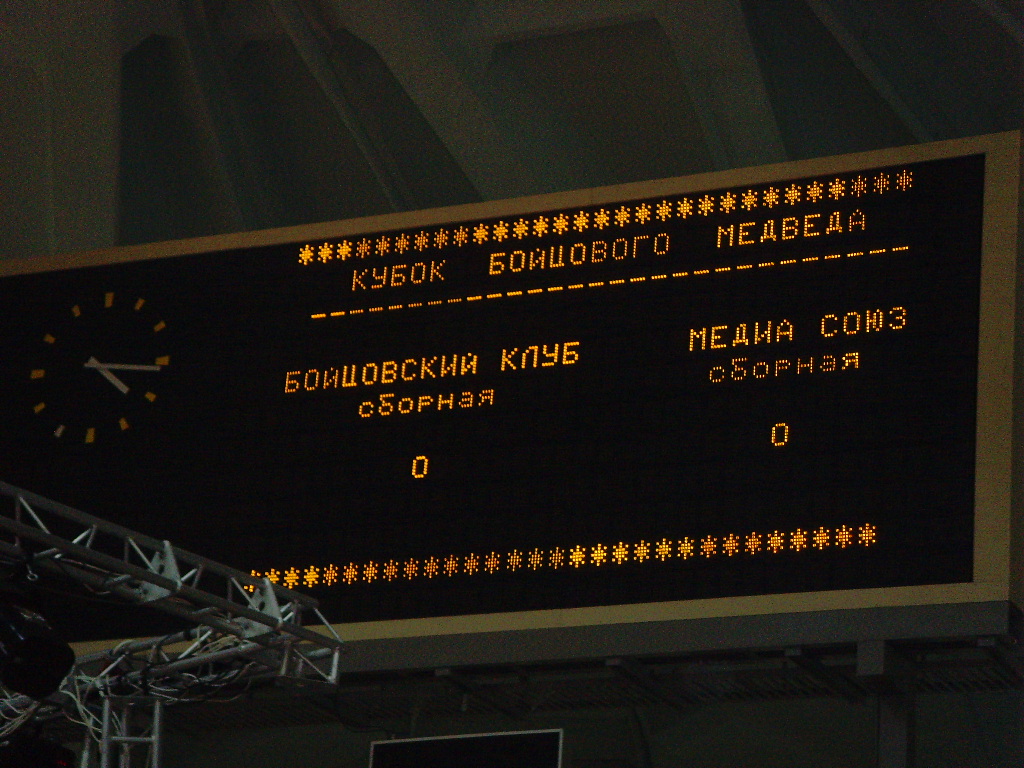 ******************************
КУБОК БОЙЦОВОГО МЕДВЕДА
------------------------------
БОЙЦОВСКИЙ КЛУБ
сборная
0
МЕДИА СОЮЗ
сборная
0
******************************